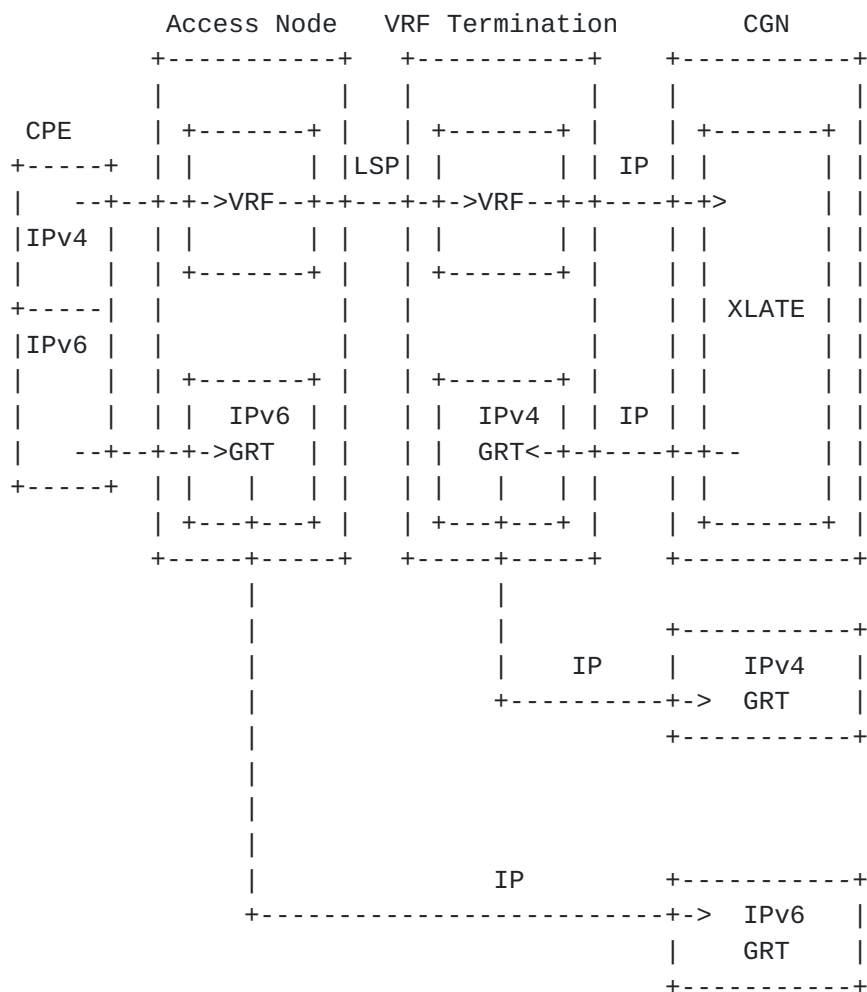 Access Node VRF Termination CGN
CPE
LSP IP
VRF VRF
IPv4
XLATE
IPv6
IPv6 IPv4 IP
GRT GRT
IP IPv4
GRT
IP
IPv6
GRT